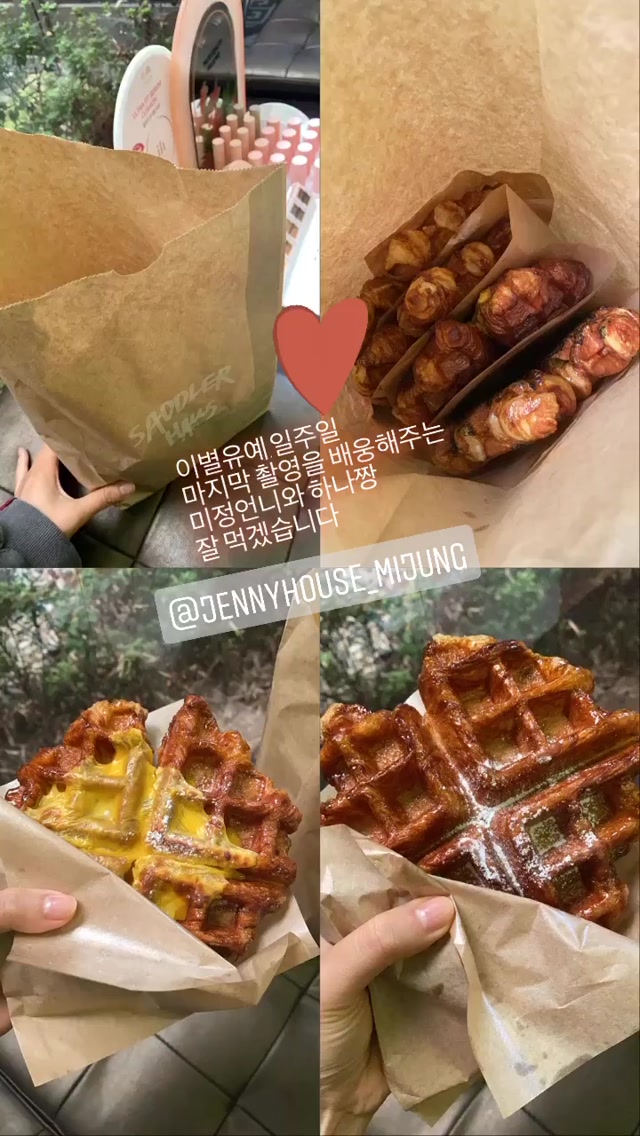 SADDLER
HAUS
이별유예,일주일
마지막 촬영을 배웅해주는
미정언니와 하나짱
잘 먹겠습니다
@JENNYHOUSE_MIJUNG